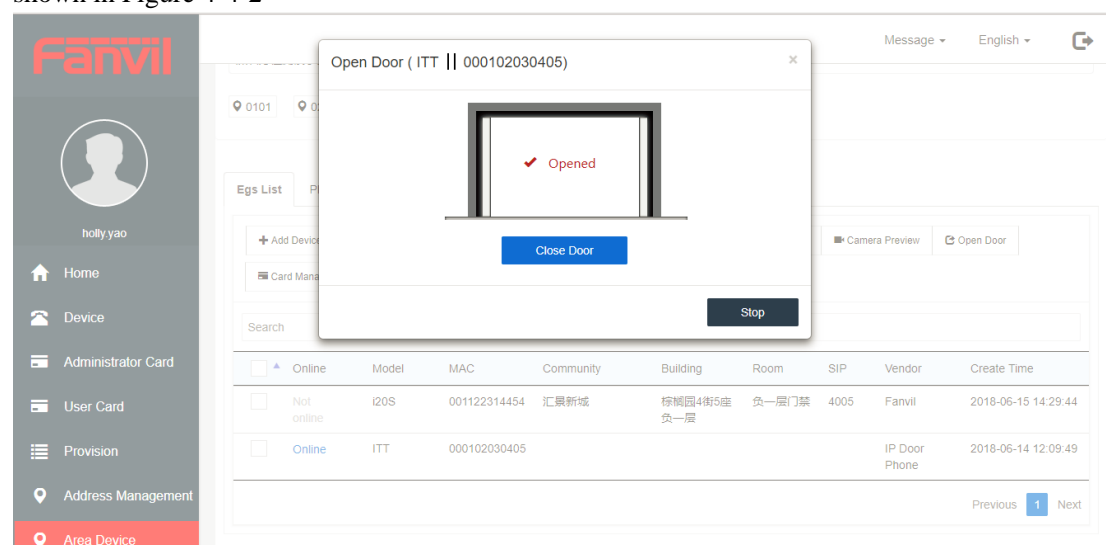 shown in Figure 4-4-2
Fanvil
Message
English
Open Door ( ITT || 000102030405)
×
0101
Egs List
holly.yao
Add Device
Camera Preview
Open Door
Opened
Close Door
Home
Stop
Device
Search
Administrator Card
Online Model MAC Community Building Room SIP Vendor Create Time
User Card
Not online i20S 001122314454 汇景新城 棕榈园4街5座负一层 负一层门禁 4005 Fanvil 2018-06-15 14:29:44
Provision
Online ITT 000102030405 IP Door Phone 2018-06-14 12:09:49
Address Management
Previous 1 Next
Area Device